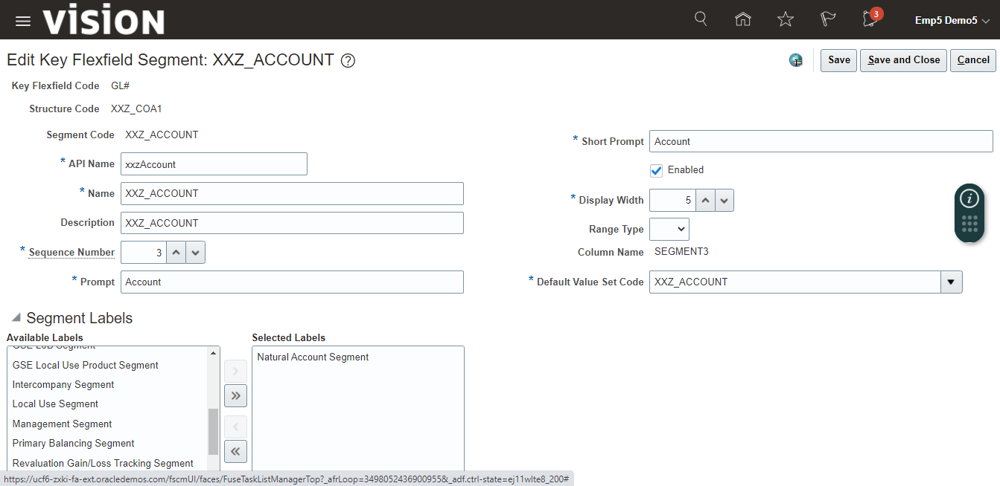 VISION
3
Emp5 Demo5
Edit Key Flexfield Segment: XXZ_ACCOUNT ?
Save
Save and Close
Cancel
Key Flexfield Code GL#
Structure Code XXZ_COA1
Segment Code XXZ_ACCOUNT
* API Name xxzAccount
* Name XXZ_ACCOUNT
Description XXZ_ACCOUNT
* Sequence Number 3
* Prompt Account
* Short Prompt Account
Enabled
* Display Width 5
Range Type
Column Name SEGMENT3
* Default Value Set Code XXZ_ACCOUNT
Segment Labels
Available Labels
GSE LOB Segment
GSE Local Use Product Segment
Intercompany Segment
Local Use Segment
Management Segment
Primary Balancing Segment
Revaluation Gain/Loss Tracking Segment
Selected Labels
Natural Account Segment
i
https://ucf6-zxki-fa-ext.oracledemos.com/fscmUI/faces/FuseTaskListManagerTop?_afrLoop=3498052436900955&_adf.ctrl-state=ej11wlte8_200#